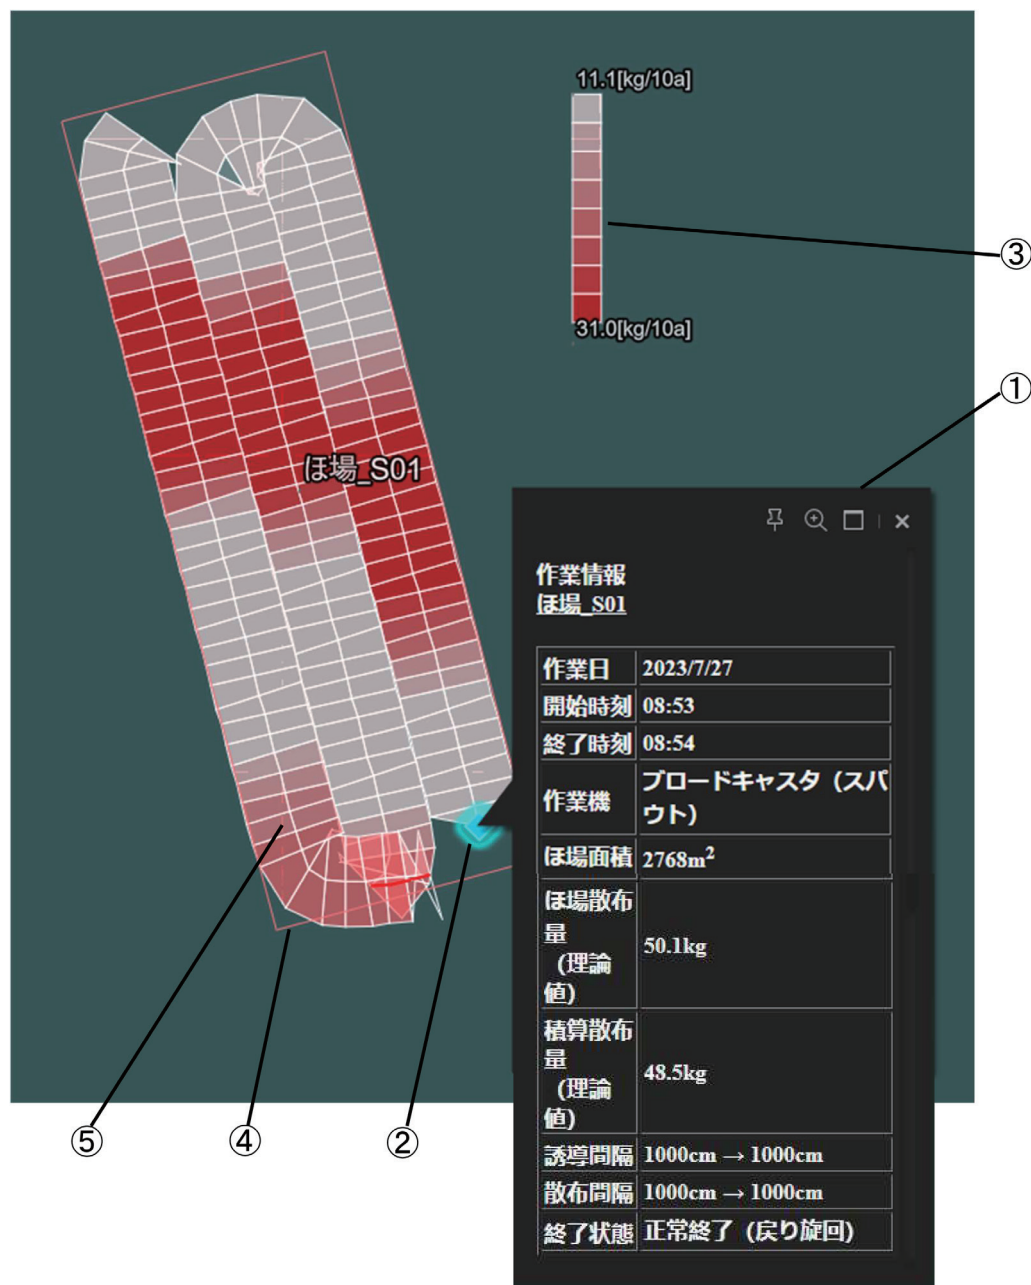 11.1[kg/10a]
31.0[kg/10a]
③
①
ほ場_S01
作業情報
ほ場_S01
作業日 2023/7/27
開始時刻 08:53
終了時刻 08:54
作業機 ブロードキャスタ（スパ
ウト）
ほ場面積 2768m²
ほ場散布
量
（理論
値）
50.1kg
積算散布
量
（理論
値）
48.5kg
誘導間隔 1000cm → 1000cm
散布間隔 1000cm → 1000cm
終了状態 正常終了（戻り旋回）
⑤ ④ ②